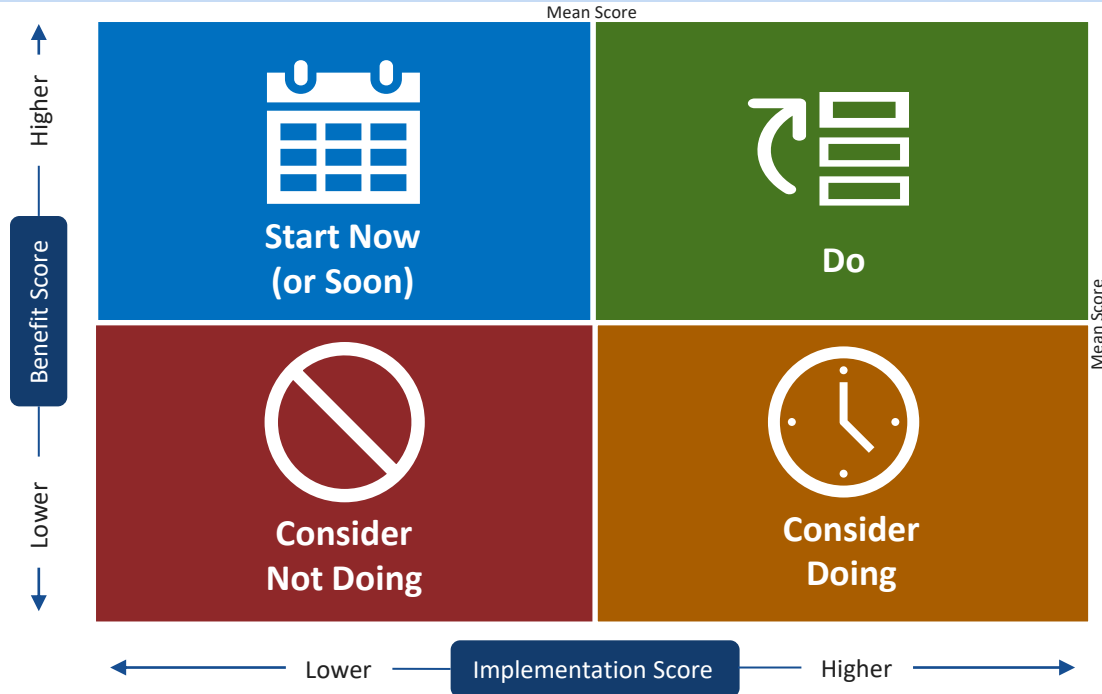 Mean Score
Higher
Benefit Score
Lower
Start Now
(or Soon)
Do
Mean Score
Consider
Not Doing
Consider
Doing
Lower
Implementation Score
Higher